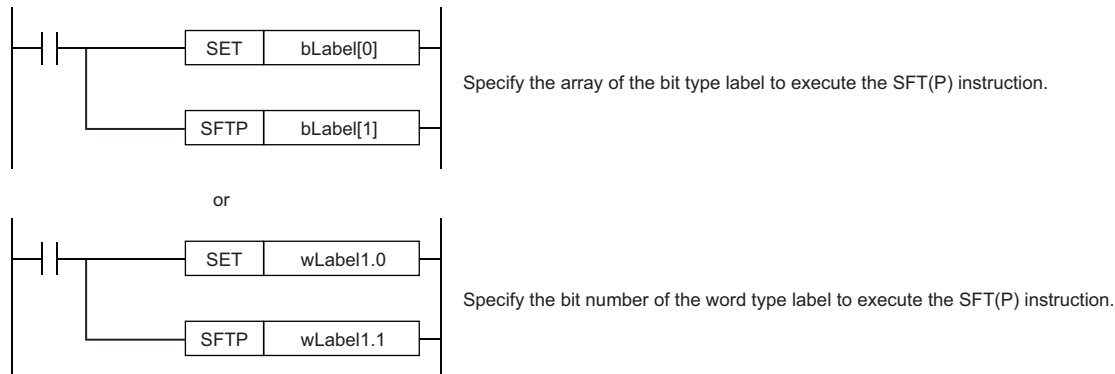 SET bLabel[0]
Specify the array of the bit type label to execute the SFT(P) instruction.
SFTP bLabel[1]
or
SET wLabel1.0
Specify the bit number of the word type label to execute the SFT(P) instruction.
SFTP wLabel1.1